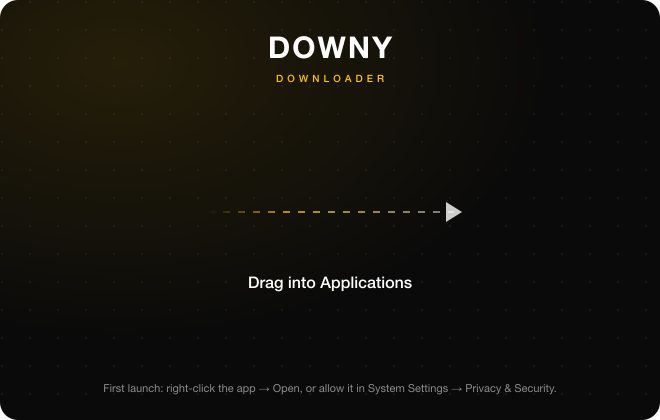 DOWNY
DOWNLOADER
Drag into Applications
First launch: right-click the app → Open, or allow it in System Settings → Privacy & Security.